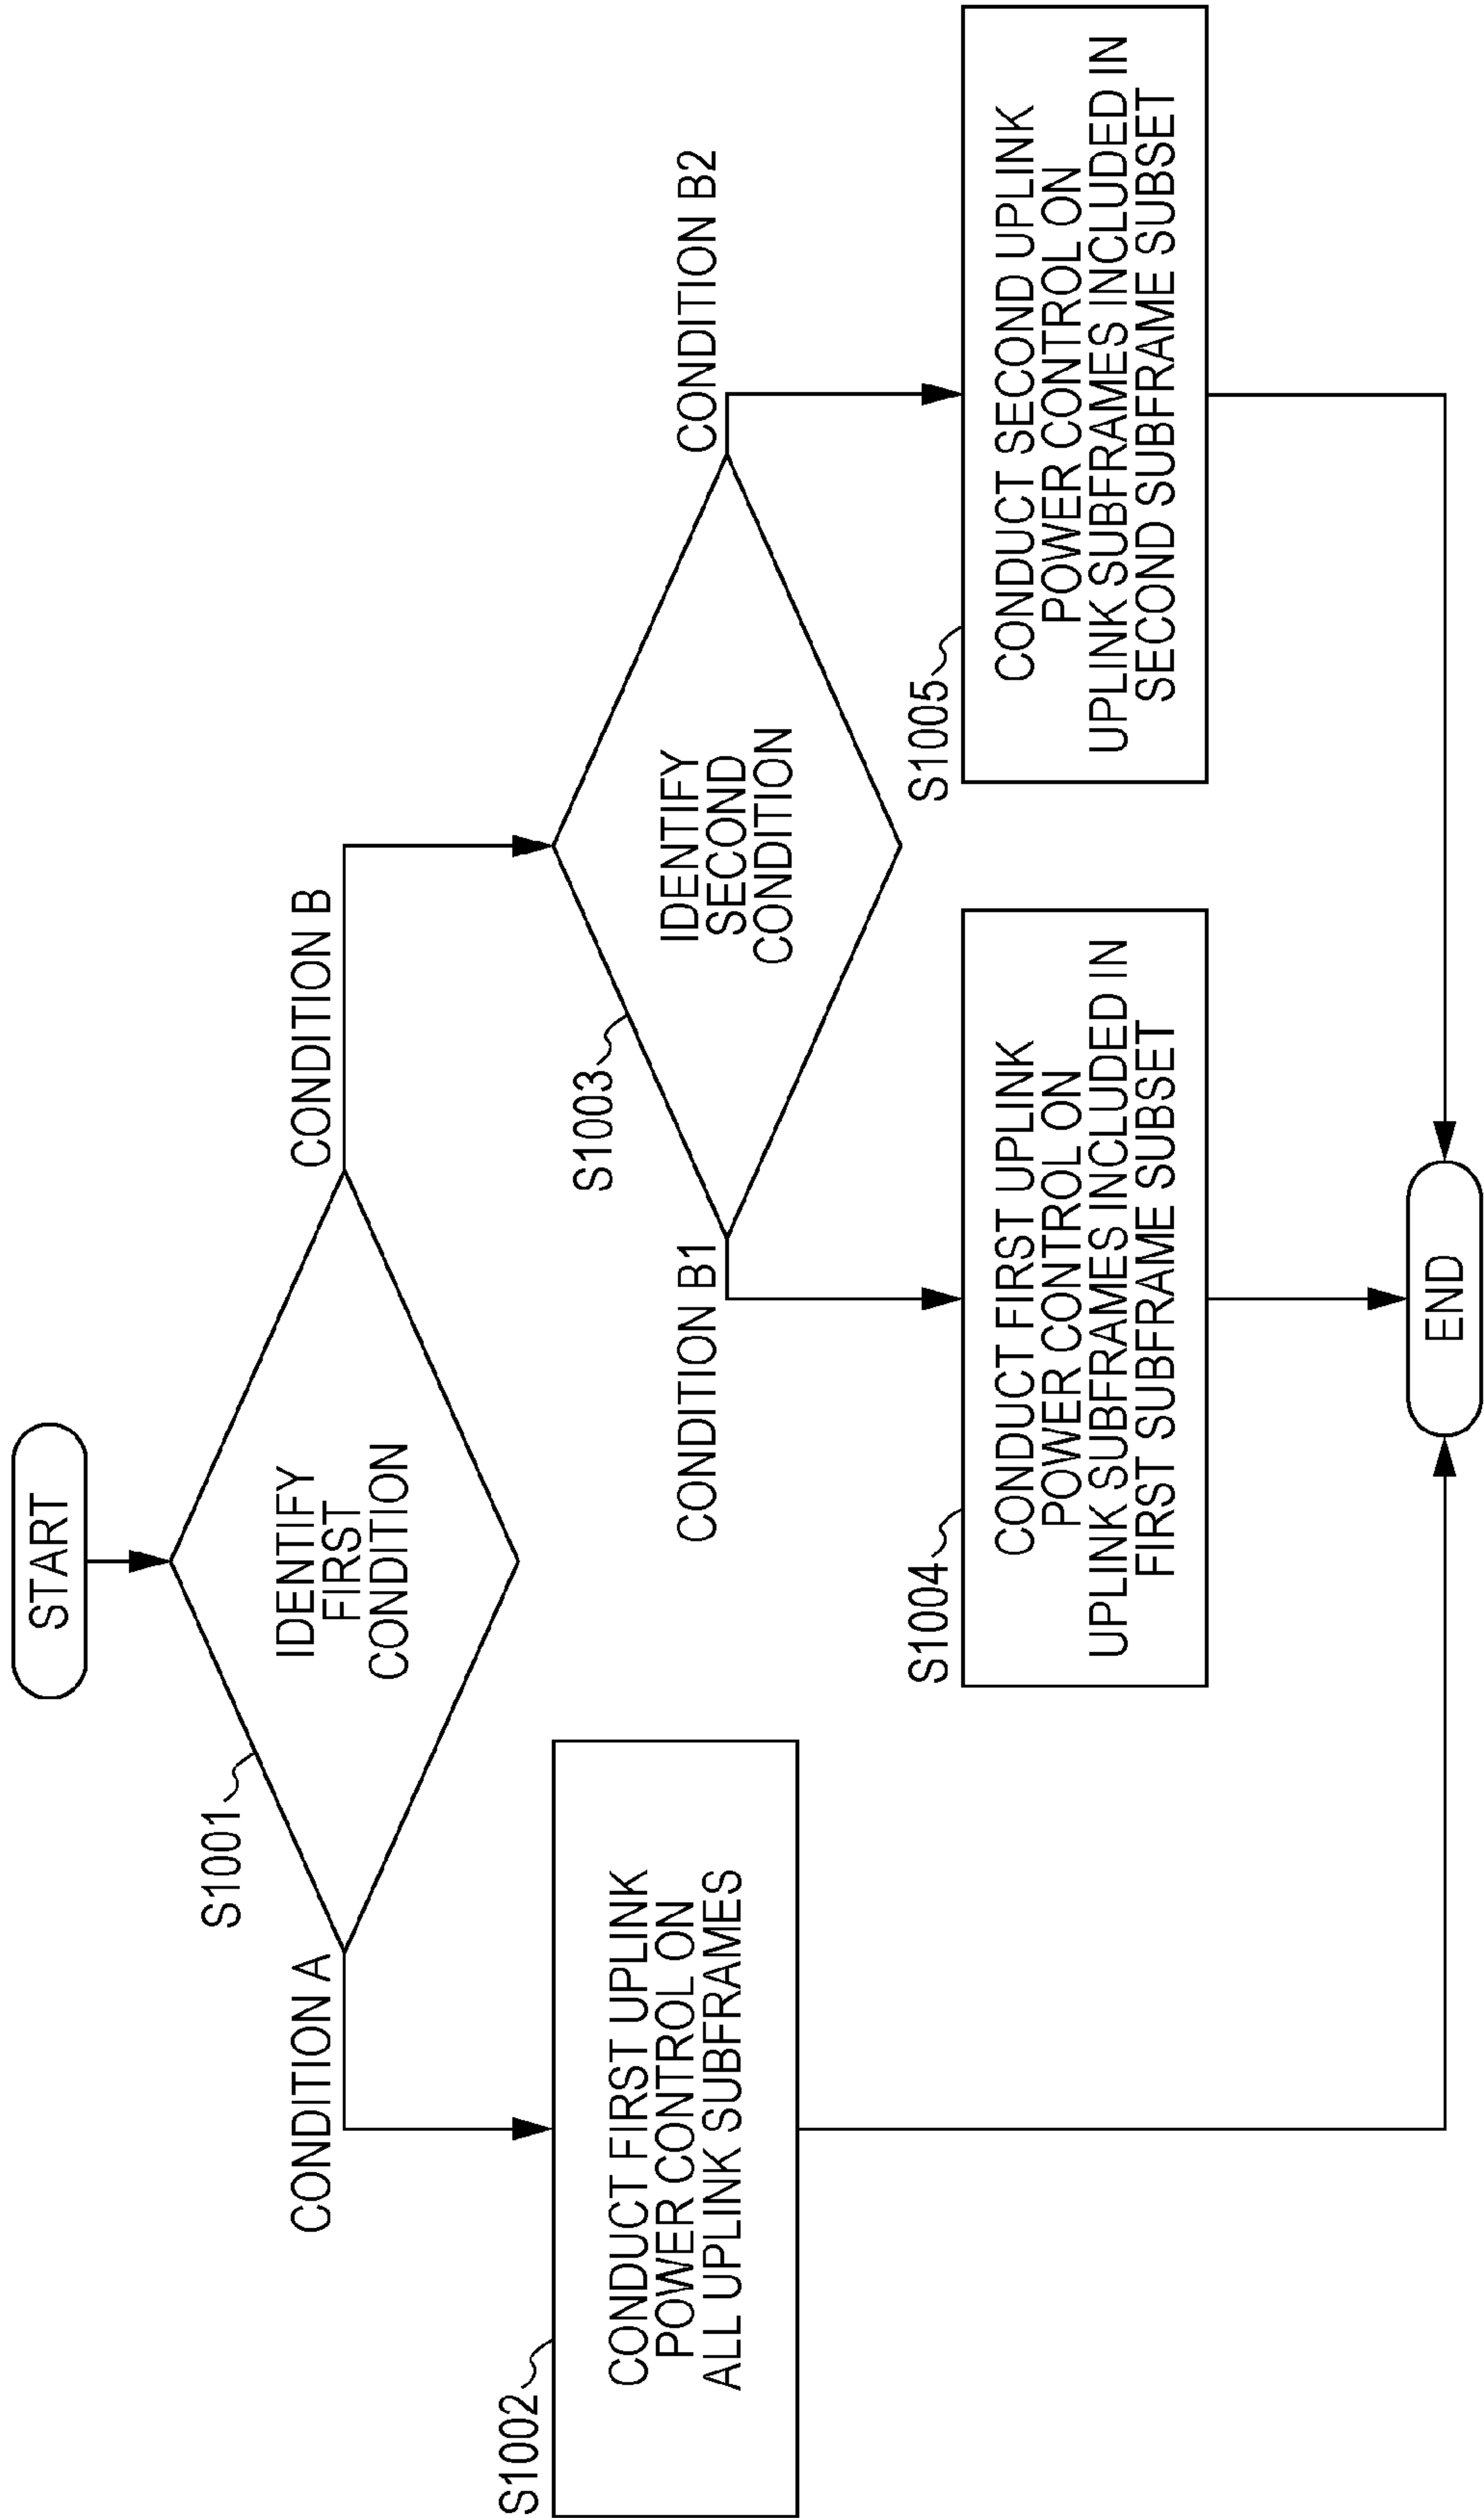 START
S1001
IDENTIFY
FIRST
CONDITION
CONDITION A
CONDITION B
S1002
CONDUCT FIRST UPLINK
POWER CONTROL ON
ALL UPLINK SUBFRAMES
S1003
IDENTIFY
SECOND
CONDITION
CONDITION B1
CONDITION B2
S1004
CONDUCT FIRST UPLINK
POWER CONTROL ON
UPLINK SUBFRAMES INCLUDED IN
FIRST SUBFRAME SUBSET
S1005
CONDUCT SECOND UPLINK
POWER CONTROL ON
UPLINK SUBFRAMES INCLUDED IN
SECOND SUBFRAME SUBSET
END